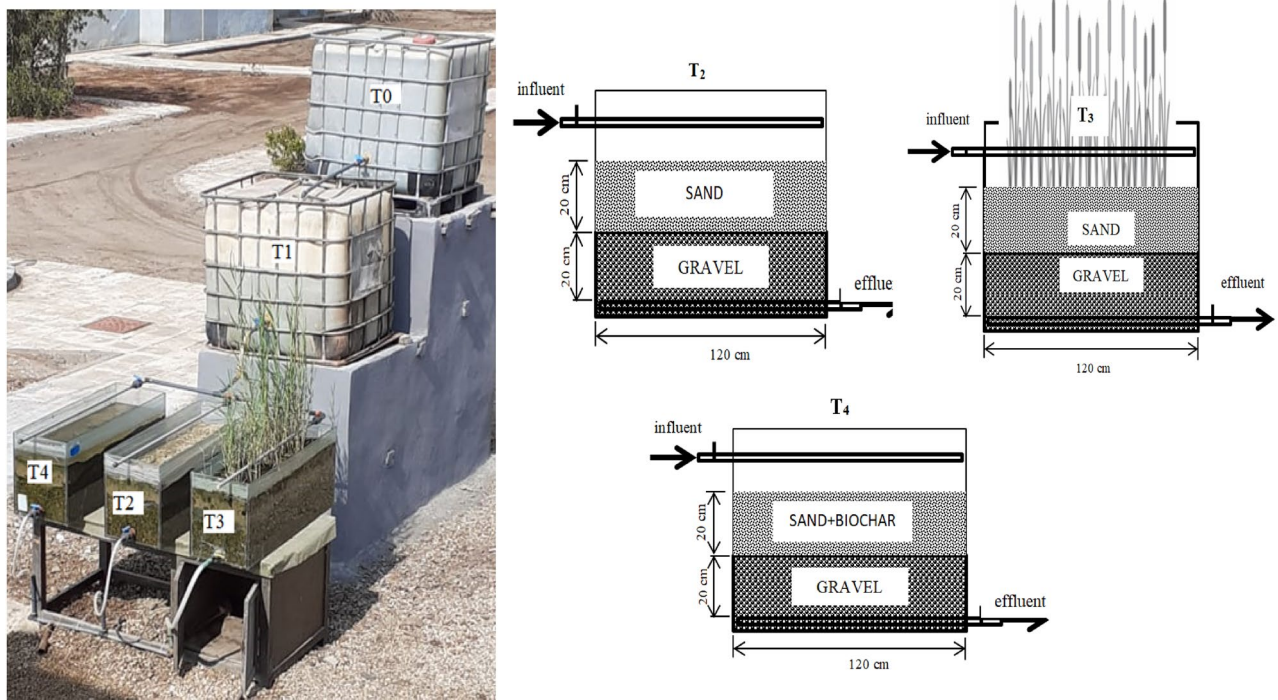 T0
T1
T4
T2
T3
T₂
influent
SAND
20 cm
GRAVEL
20 cm
efflue
120 cm
T₃
influent
SAND
20 cm
GRAVEL
20 cm
effluent
120 cm
T₄
influent
SAND+BIOCHAR
20 cm
GRAVEL
20 cm
effluent
120 cm